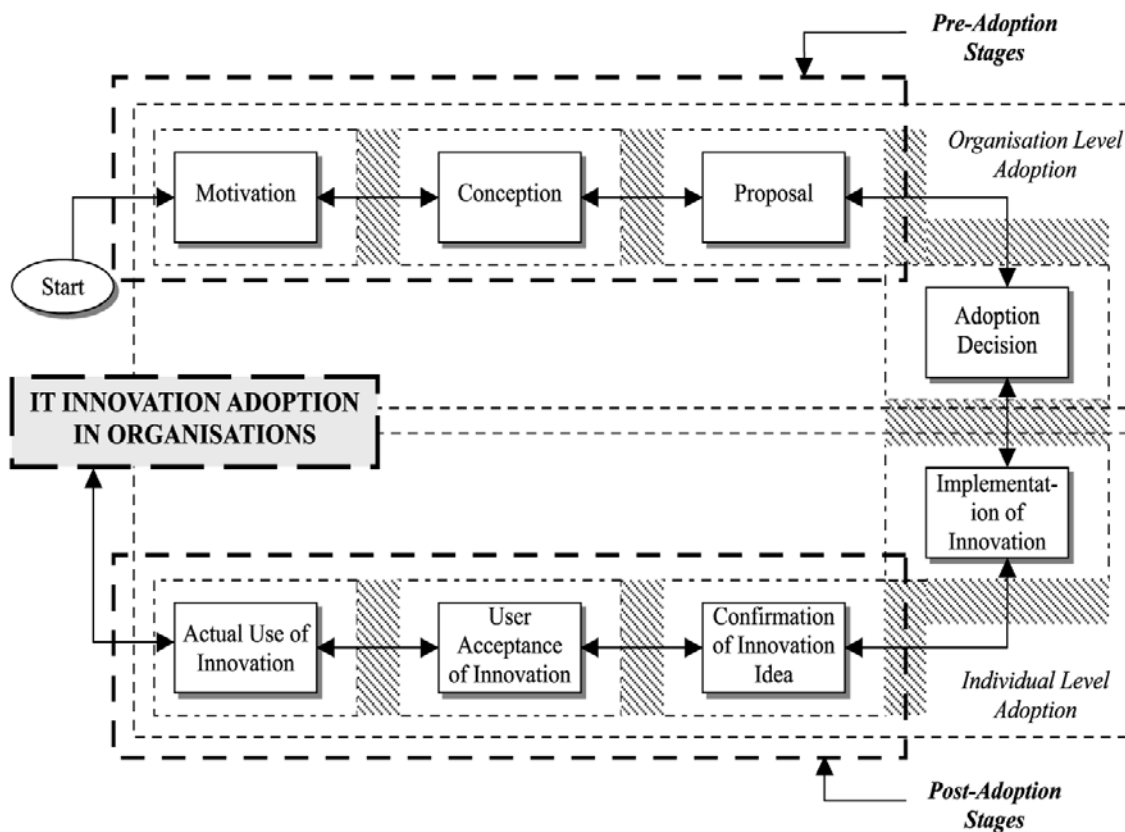 Pre-Adoption
Stages
Organisation Level
Adoption
Motivation
Conception
Proposal
Start
Adoption
Decision
IT INNOVATION ADOPTION
IN ORGANISATIONS
Implementat-
ion of
Innovation
Actual Use of
Innovation
User
Acceptance
of Innovation
Confirmation
of Innovation
Idea
Individual Level
Adoption
Post-Adoption
Stages